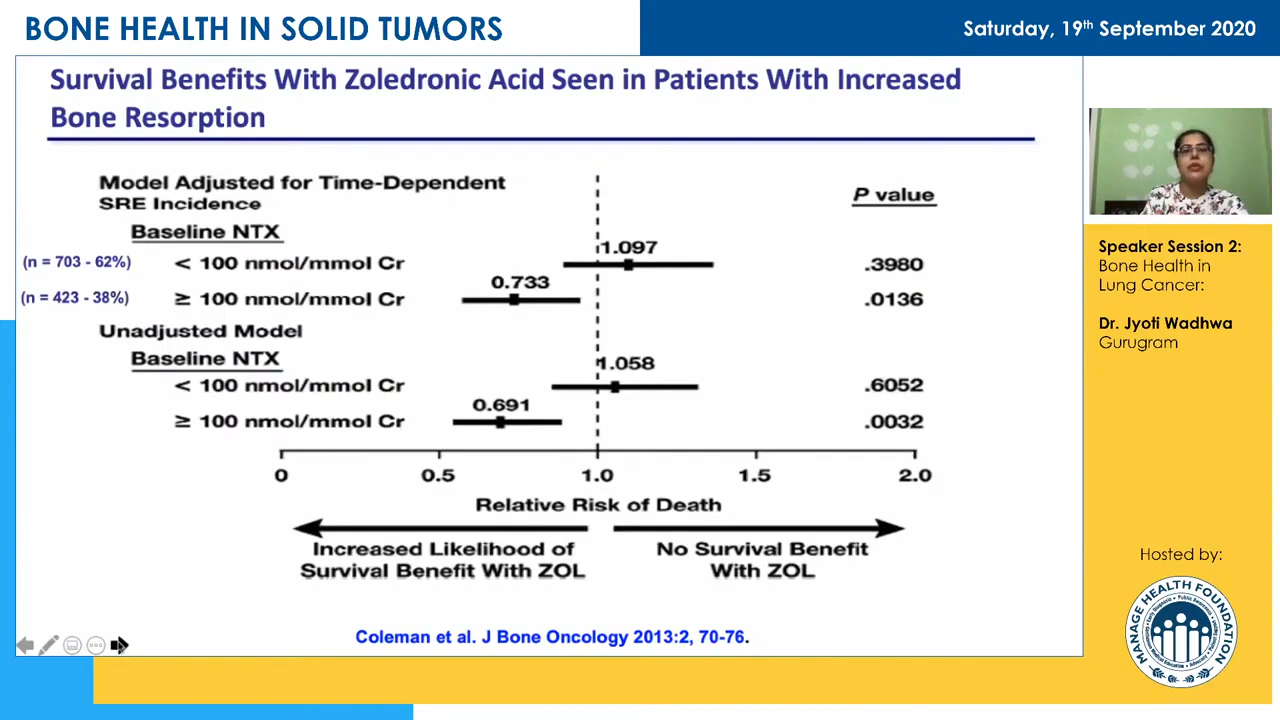 BONE HEALTH IN SOLID TUMORS
Saturday, 19th September 2020
Survival Benefits With Zoledronic Acid Seen in Patients With Increased
Bone Resorption
Model Adjusted for Time-Dependent
SRE Incidence
P value
Baseline NTX
1.097
(n = 703 - 62%) < 100 nmol/mmol Cr .3980
0.733
(n = 423 - 38%) ≥ 100 nmol/mmol Cr .0136
Unadjusted Model
Baseline NTX
1.058
< 100 nmol/mmol Cr .6052
0.691
≥ 100 nmol/mmol Cr .0032
0 0.5 1.0 1.5 2.0
Relative Risk of Death
Increased Likelihood of
Survival Benefit With ZOL
No Survival Benefit
With ZOL
Coleman et al. J Bone Oncology 2013:2, 70-76.
Speaker Session 2:
Bone Health in
Lung Cancer:
Dr. Jyoti Wadhwa
Gurugram
Hosted by:
MANAGE HEALTH FOUNDATION